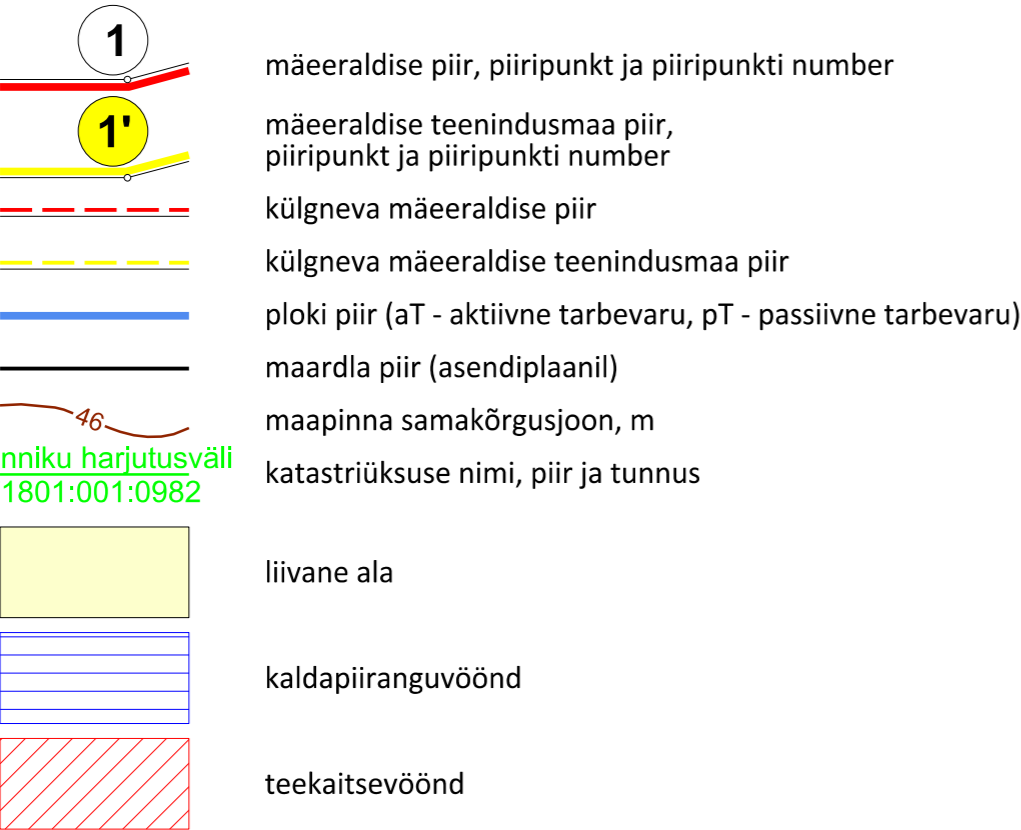 1
mäeeraldise piir, piiripunkt ja piiripunkti number
1'
mäeeraldise teenindusmaa piir,
piiripunkt ja piiripunkti number
külgneva mäeeraldise piir
külgneva mäeeraldise teenindusmaa piir
ploki piir (aT - aktiivne tarbevaru, pT - passiivne tarbevaru)
maardla piir (asendiplaanil)
46
maapinna samakõrgusjoon, m
nniku harjutusväli
1801:001:0982
katastriüksuse nimi, piir ja tunnus
liivane ala
kaldapiiranguvöönd
teekaitsevöönd